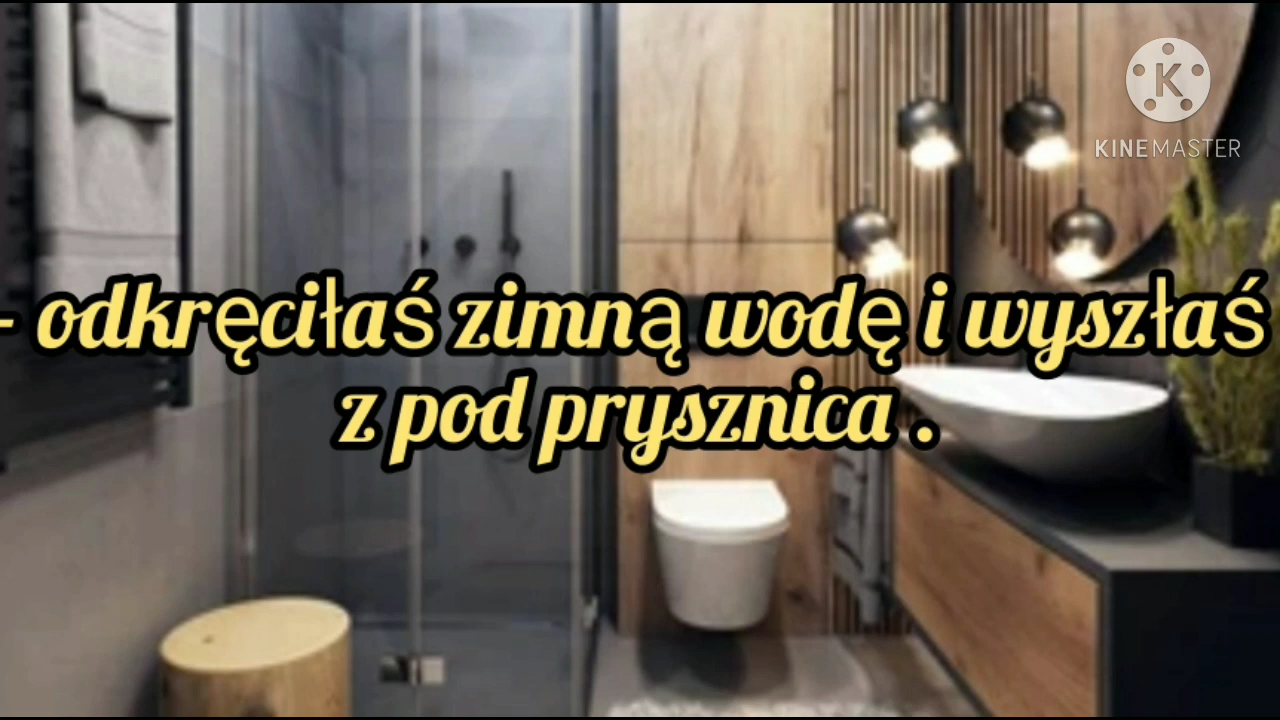 - odkręciłaś zimną wodę i wyszłaś
z pod prysznica .
K
KINEMASTER